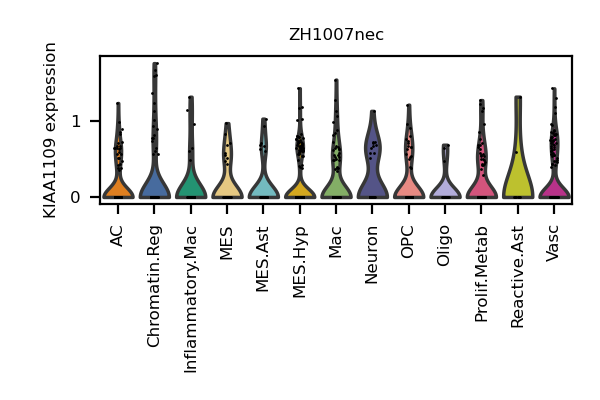 ZH1007nec
KIAA1109 expression
1
0
AC
Chromatin.Reg
Inflammatory.Mac
MES
MES.Ast
MES.Hyp
Mac
Neuron
OPC
Oligo
Prolif.Metab
Reactive.Ast
Vasc